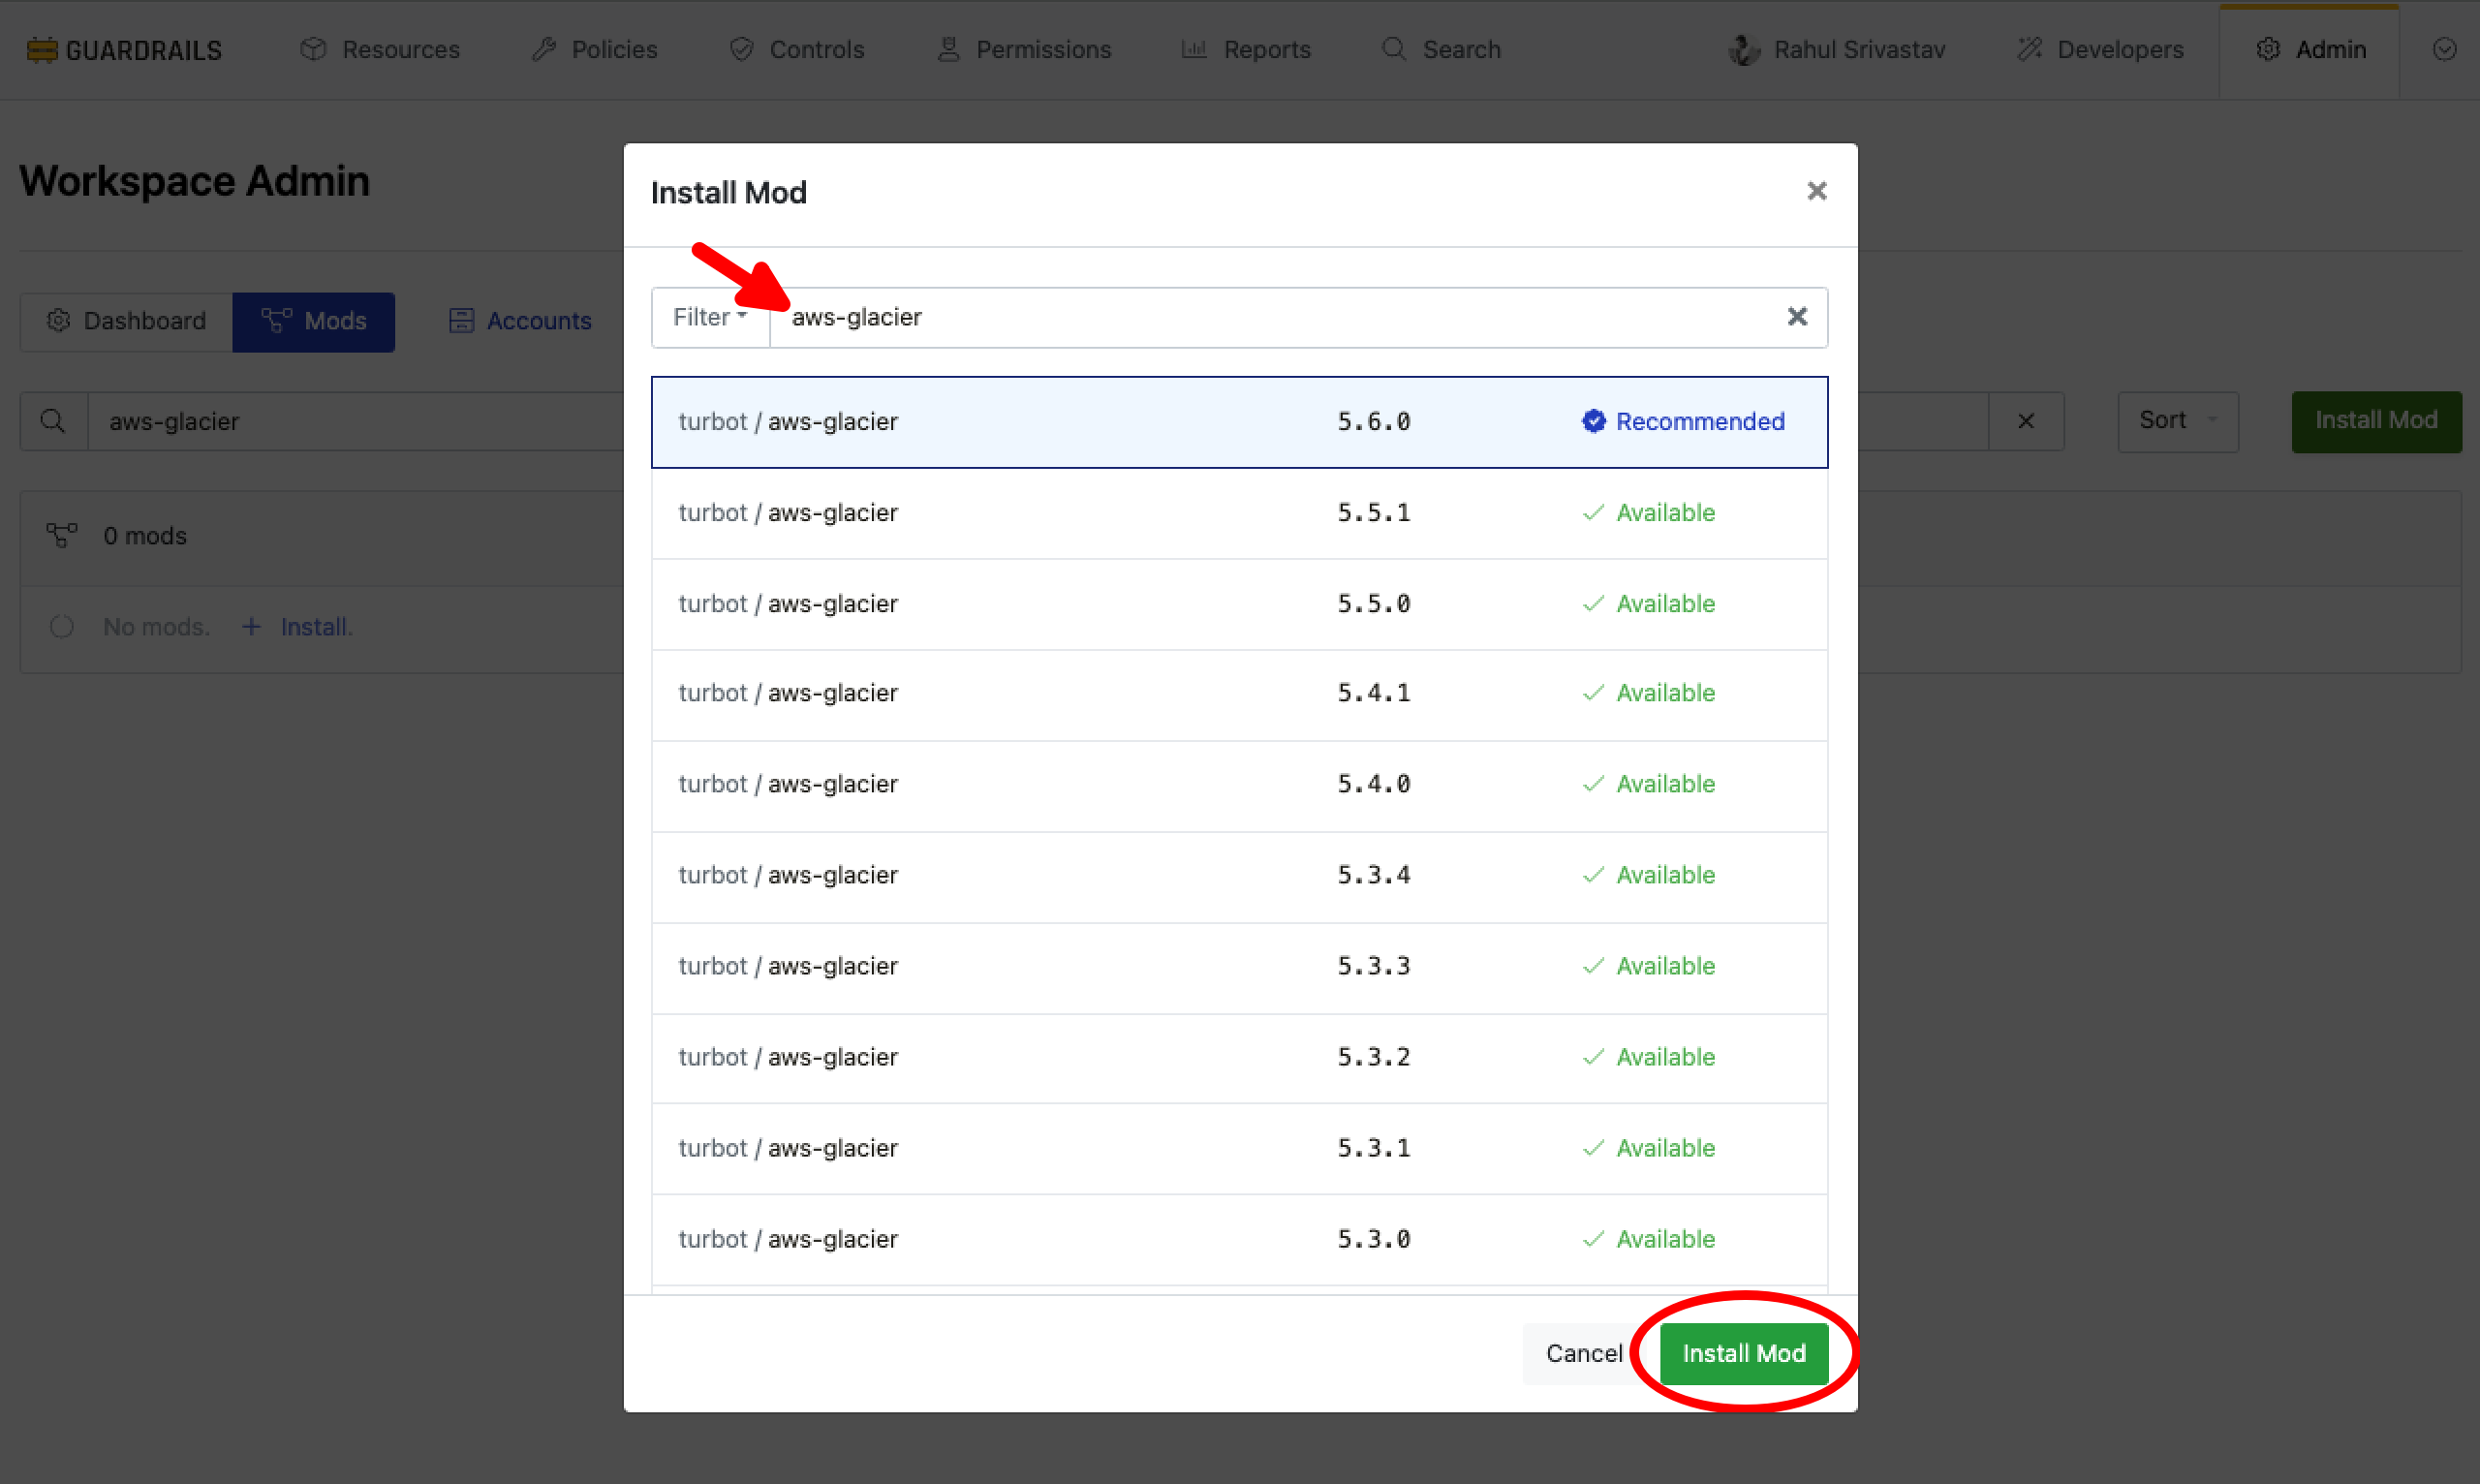 GUARDRAILS Resources Policies Controls Permissions Reports Search Rahul Srivastav Developers Admin
Workspace Admin
Install Mod
Dashboard Mods Accounts
Filter aws-glacier
aws-glacier
Sort Install Mod
turbot / aws-glacier 5.6.0 Recommended
turbot / aws-glacier 5.5.1 Available
0 mods
turbot / aws-glacier 5.5.0 Available
No mods. + Install.
turbot / aws-glacier 5.4.1 Available
turbot / aws-glacier 5.4.0 Available
turbot / aws-glacier 5.3.4 Available
turbot / aws-glacier 5.3.3 Available
turbot / aws-glacier 5.3.2 Available
turbot / aws-glacier 5.3.1 Available
turbot / aws-glacier 5.3.0 Available
Cancel Install Mod